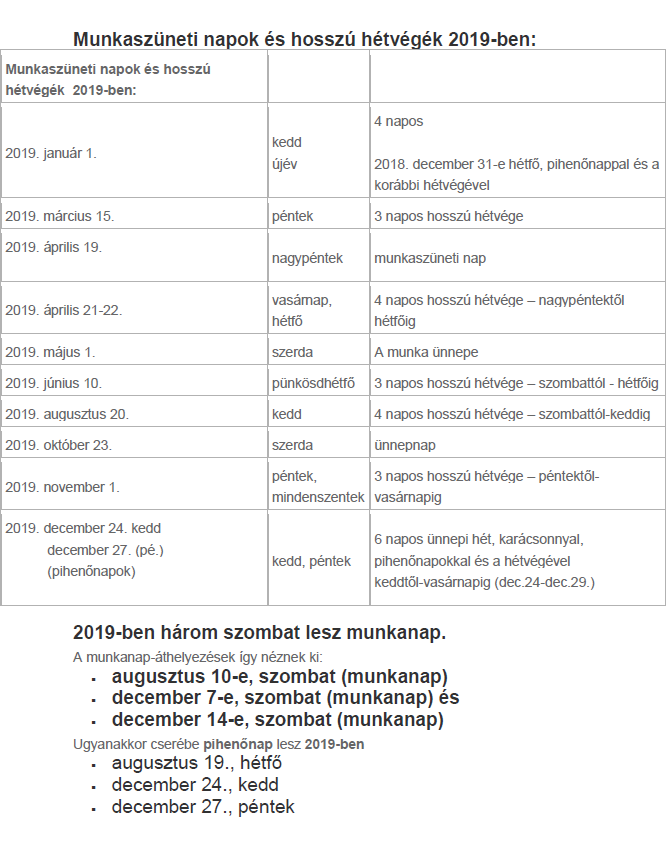 Munkaszüneti napok és hosszú hétvégék 2019-ben:
Munkaszüneti napok és hosszú
hétvégék 2019-ben:
2019. január 1.
kedd
újév
4 napos
2018. december 31-e hétfő, pihenőnappal és a
korábbi hétvégével
2019. március 15.
péntek
3 napos hosszú hétvége
2019. április 19.
nagypéntek
munkaszüneti nap
2019. április 21-22.
vasárnap,
hétfő
4 napos hosszú hétvége – nagypéntektől
hétfőig
2019. május 1.
szerda
A munka ünnepe
2019. június 10.
pünkösdhétfő
3 napos hosszú hétvége – szombattól - hétfőig
2019. augusztus 20.
kedd
4 napos hosszú hétvége – szombattól-keddig
2019. október 23.
szerda
ünnepnap
2019. november 1.
péntek,
mindenszentek
3 napos hosszú hétvége – péntektől-
vasárnapig
2019. december 24. kedd
december 27. (pé.)
(pihenőnapok)
kedd, péntek
6 napos ünnepi hét, karácsonnyal,
pihenőnapokkal és a hétvégével
keddtől-vasárnapig (dec.24-dec.29.)
2019-ben három szombat lesz munkanap.
A munkanap-áthelyezések így néznek ki:
▪ augusztus 10-e, szombat (munkanap)
▪ december 7-e, szombat (munkanap) és
▪ december 14-e, szombat (munkanap)
Ugyanakkor cserébe pihenőnap lesz 2019-ben
▪ augusztus 19., hétfő
▪ december 24., kedd
▪ december 27., péntek